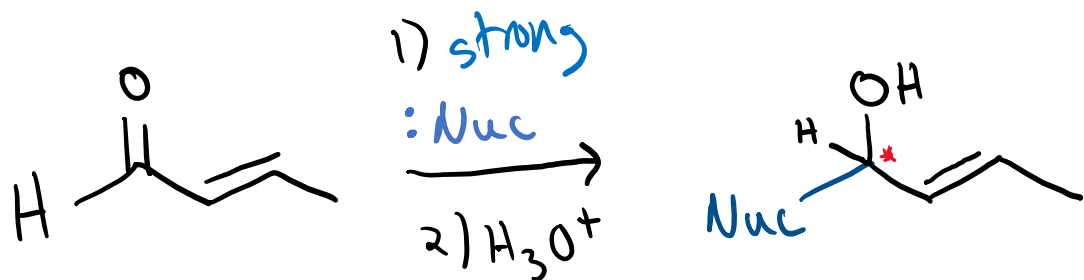 O
H
1) strong
: Nuc
2) H3O+
OH
H
*
Nuc